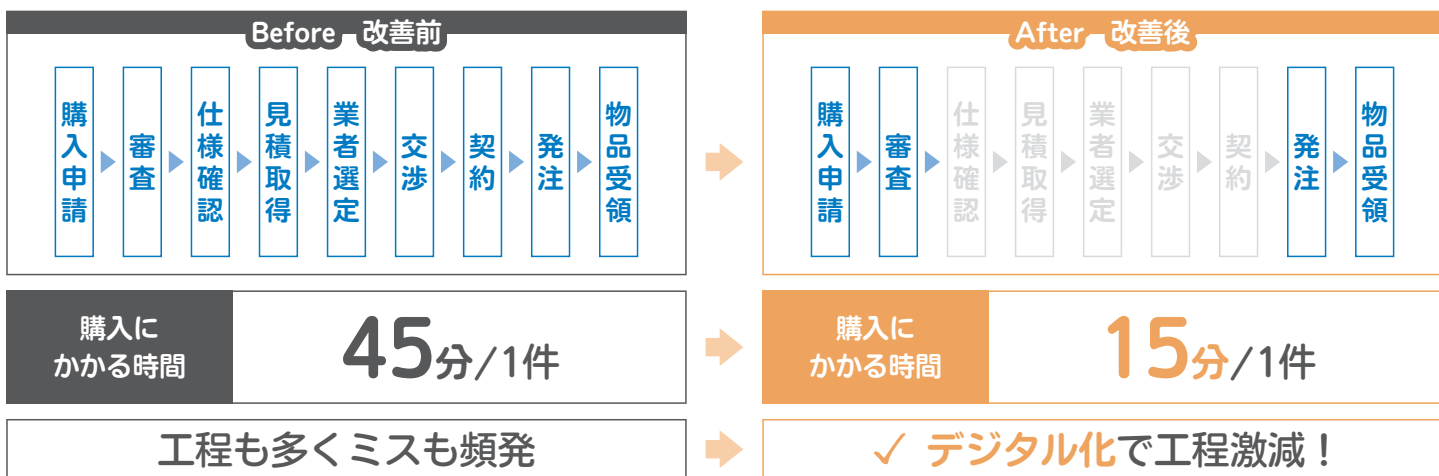 Before 改善前
購入申請
審査
仕様確認
見積取得
業者選定
交渉
契約
発注
物品受領
After 改善後
購入申請
審査
仕様確認
見積取得
業者選定
交渉
契約
発注
物品受領
購入に
かかる時間
45分/1件
購入に
かかる時間
15分/1件
工程も多くミスも頻発
✓ デジタル化で工程激減！